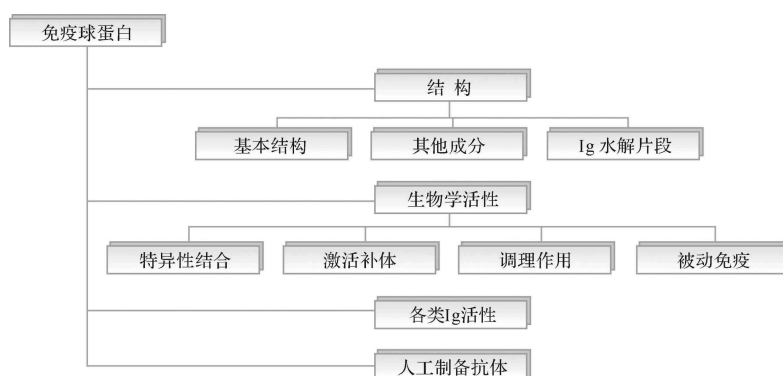 免疫球蛋白
结 构
基本结构
其他成分
Ig 水解片段
生物学活性
特异性结合
激活补体
调理作用
被动免疫
各类Ig活性
人工制备抗体